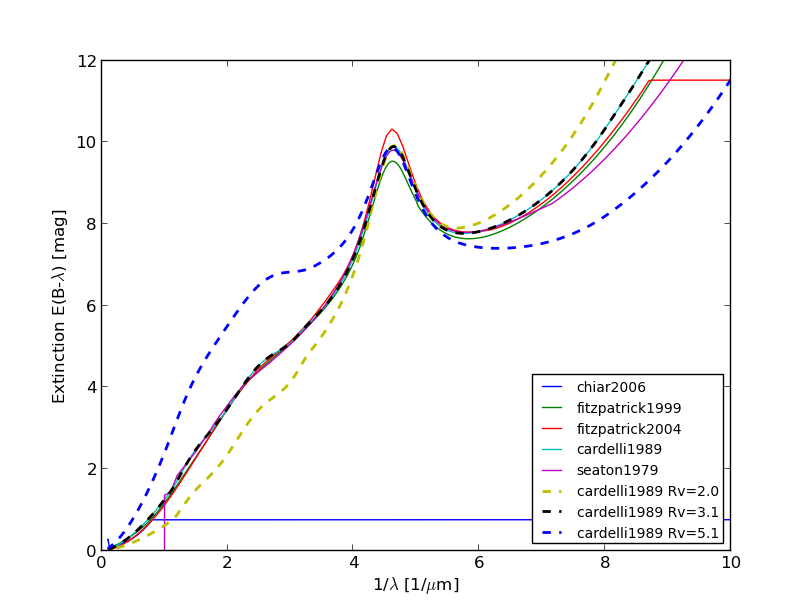 12
10
8
6
4
2
0
Extinction E(B-λ) [mag]
0
2
4
6
8
10
1/λ [1/μm]
chiar2006
fitzpatrick1999
fitzpatrick2004
cardelli1989
seaton1979
cardelli1989 Rv=2.0
cardelli1989 Rv=3.1
cardelli1989 Rv=5.1